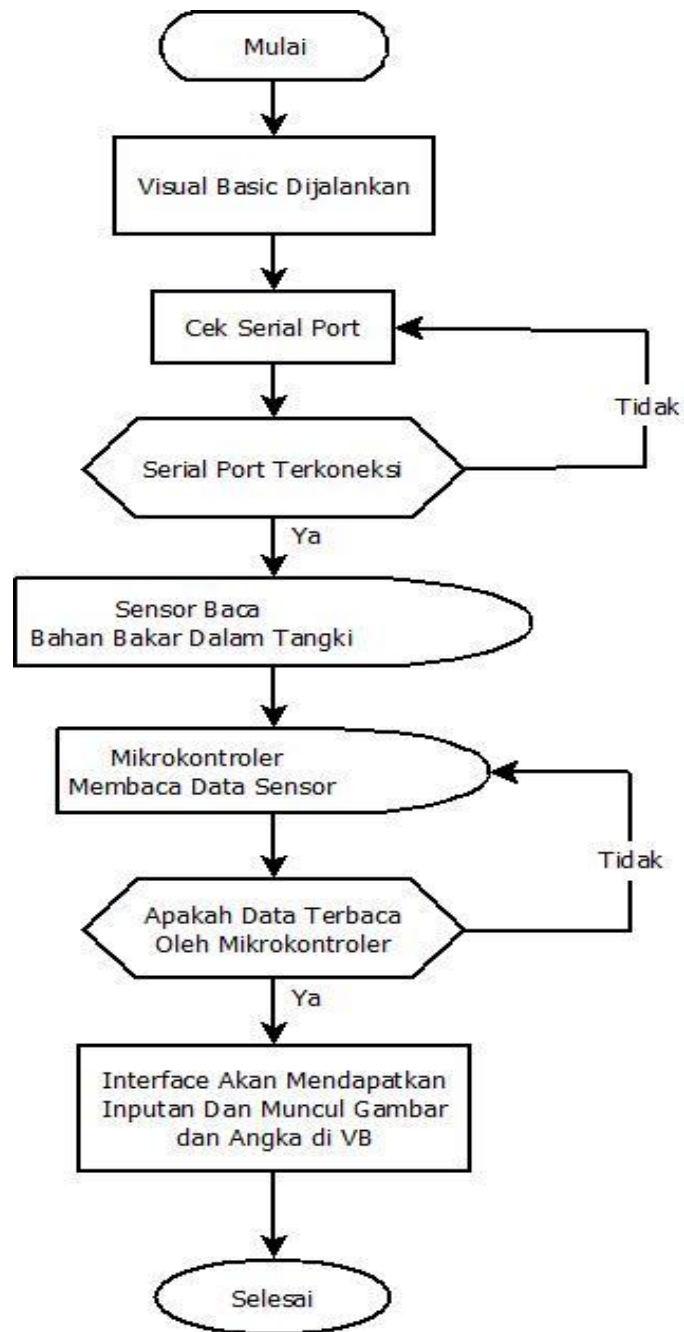 Mulai
Visual Basic Dijalankan
Cek Serial Port
Tidak
Serial Port Terkoneksi
Ya
Sensor Baca
Bahan Bakar Dalam Tangki
Mikrokontroler
Membaca Data Sensor
Tidak
Apakah Data Terbaca
Oleh Mikrokontroler
Ya
Interface Akan Mendapatkan
Inputan Dan Muncul Gambar
dan Angka di VB
Selesai